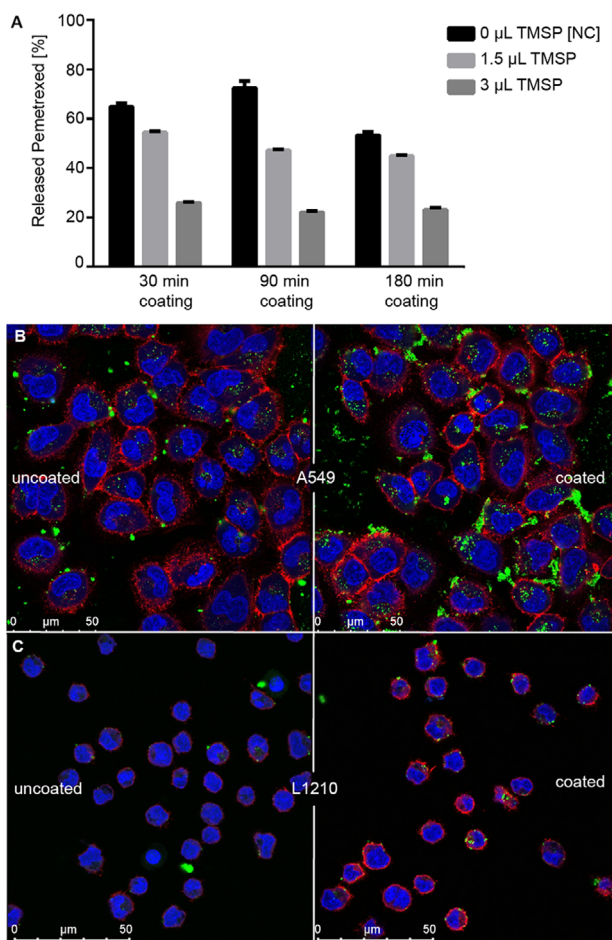 A
Released Pemetrexed [%]
100
80
60
40
20
0
0 µL TMSP [NC]
1.5 µL TMSP
3 µL TMSP
30 min
coating
90 min
coating
180 min
coating
B
uncoated
A549
coated
0 µm 50
0 µm 50
C
uncoated
L1210
coated
0 µm 50
0 µm 50